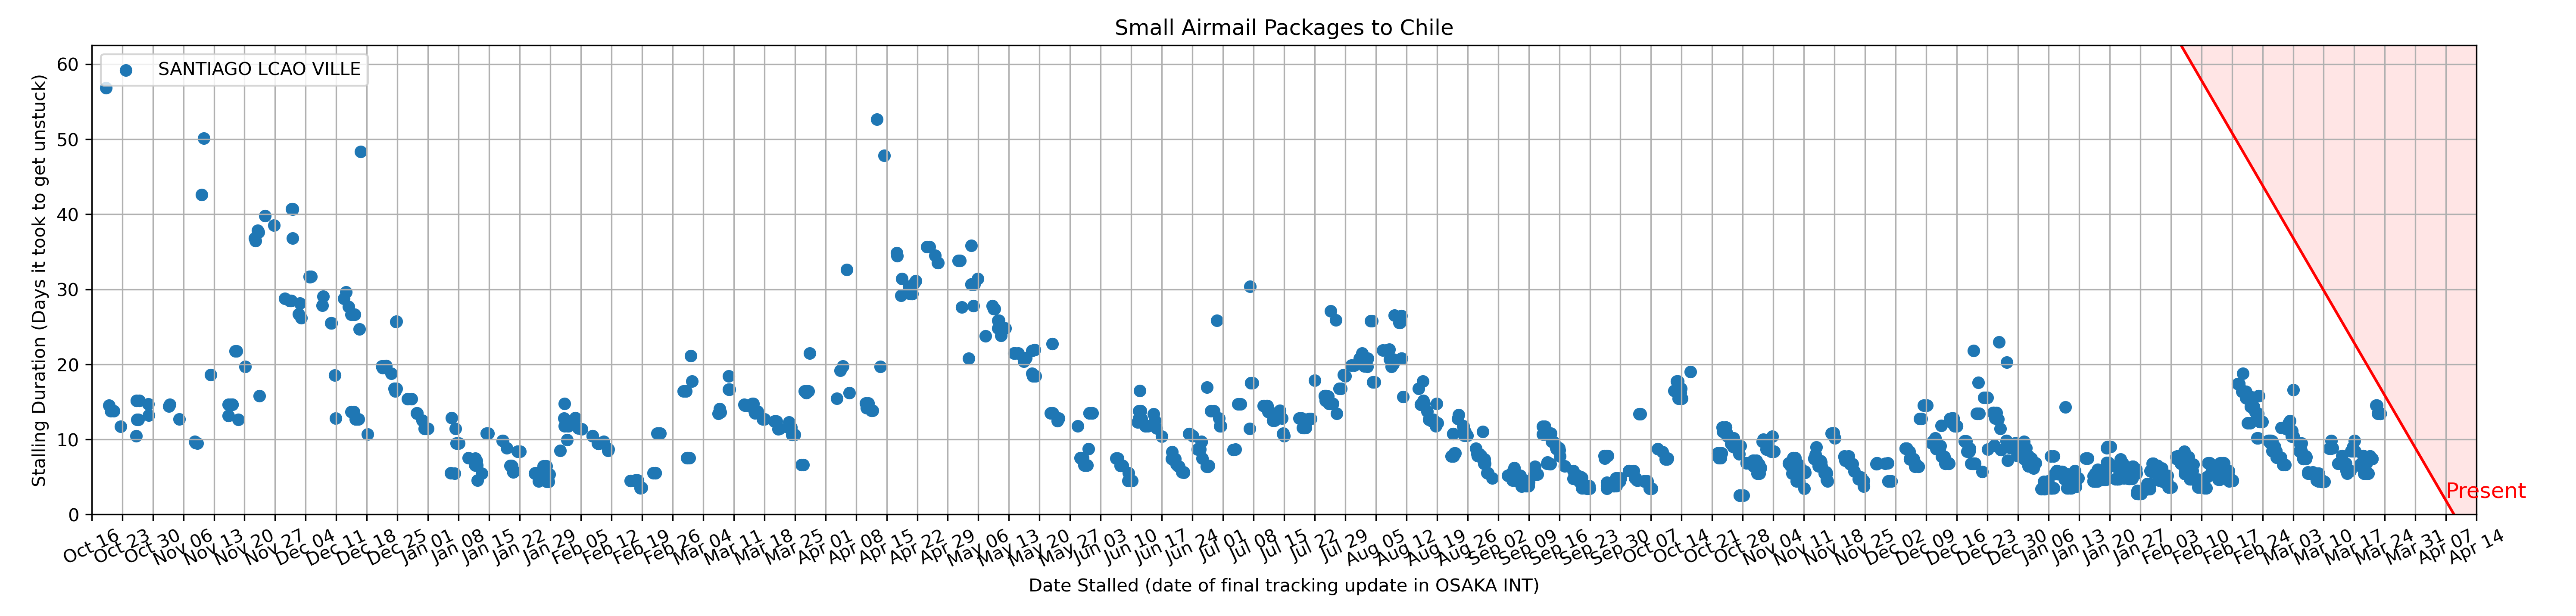 Small Airmail Packages to Chile
SANTIAGO LCAO VILLE
Stalling Duration (Days it took to get unstuck)
60
50
40
30
20
10
0
Present
Oct 16 Oct 23 Oct 30 Nov 06 Nov 13 Nov 20 Nov 27 Dec 04 Dec 11 Dec 18 Dec 25 Jan 01 Jan 08 Jan 15 Jan 22 Jan 29 Feb 05 Feb 12 Feb 19 Feb 26 Mar 04 Mar 11 Mar 18 Mar 25 Apr 01 Apr 08 Apr 15 Apr 22 Apr 29 May 06 May 13 May 20 May 27 Jun 03 Jun 10 Jun 17 Jun 24 Jul 01 Jul 08 Jul 15 Jul 22 Jul 29 Aug 05 Aug 12 Aug 19 Aug 26 Sep 02 Sep 09 Sep 16 Sep 23 Sep 30 Oct 07 Oct 14 Oct 21 Oct 28 Nov 04 Nov 11 Nov 18 Nov 25 Dec 02 Dec 09 Dec 16 Dec 23 Dec 30 Jan 06 Jan 13 Jan 20 Jan 27 Feb 03 Feb 10 Feb 17 Feb 24 Mar 03 Mar 10 Mar 17 Mar 24 Mar 31 Apr 07 Apr 14
Date Stalled (date of final tracking update in OSAKA INT)